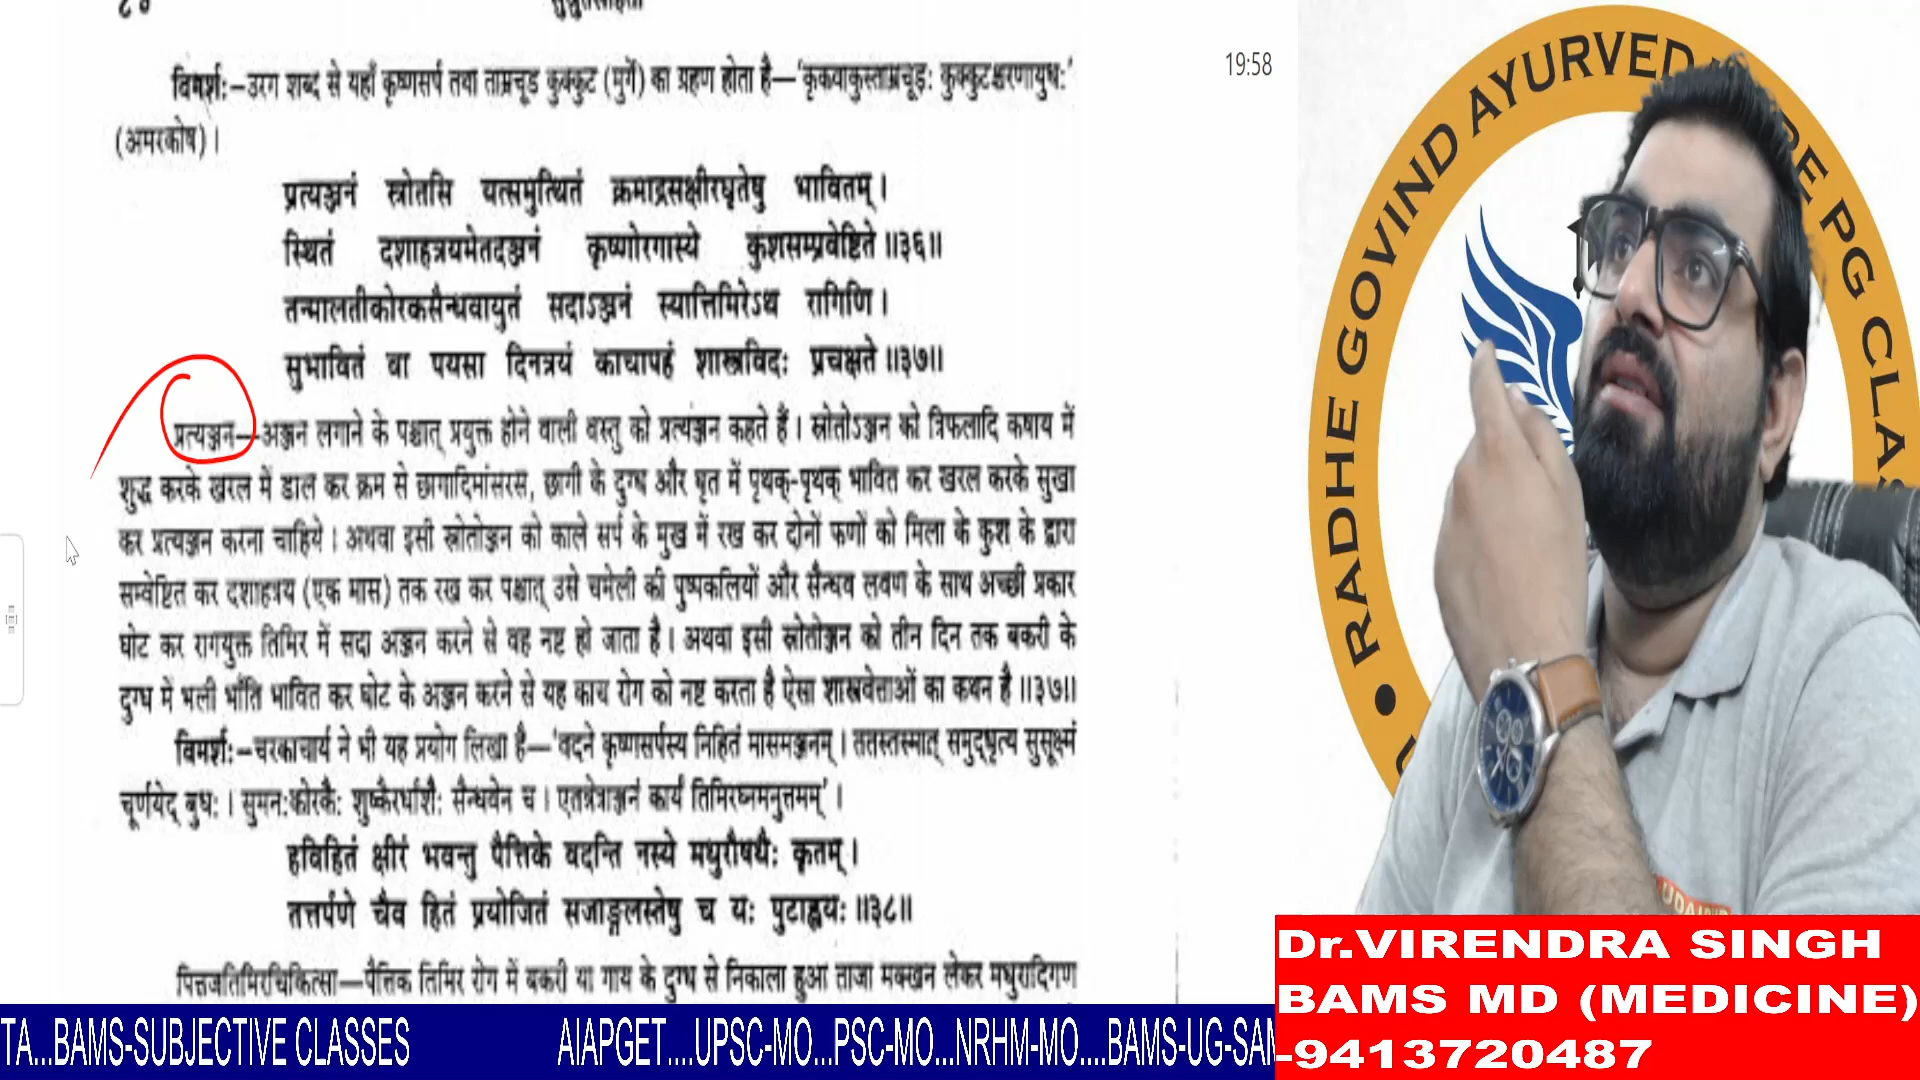 ८४
सुश्रुतसंहिता
विमर्शः–उरग शब्द से यहाँ कृष्णसर्प तथा ताम्रचूड कुक्कुट (मुर्गे) का ग्रहण होता है—‘कृकवाकुस्ताम्रचूडः कुक्कुटश्चरणायुधः’
(अमरकोष) ।
प्रत्यञ्जनं स्त्रोतसि यत्समुत्थितं क्रमाद्रसक्षीरघृतेषु भावितम् ।
स्थितं दशाहत्रयमेतदञ्जनं कृष्णोरगास्ये कुशसम्प्रवेष्टिते ॥३६॥
तन्मालतीकोरकसैन्धवायुतं सदाऽञ्जनं स्यात्तिमिरेऽथ रागिणि ।
सुभावितं वा पयसा दिनत्रयं काचापहं शास्त्रविदः प्रचक्षते ॥३७॥
प्रत्यञ्जन—अञ्जन लगाने के पश्चात् प्रयुक्त होने वाली वस्तु को प्रत्यञ्जन कहते हैं । स्रोतोऽञ्जन को त्रिफलादि कषाय में
शुद्ध करके खरल में डाल कर क्रम से छागादिमांसरस, छागी के दुग्ध और घृत में पृथक्-पृथक् भावित कर खरल करके सुखा
कर प्रत्यञ्जन करना चाहिये । अथवा इसी स्रोतोञ्जन को काले सर्प के मुख में रख कर दोनों फणों को मिला के कुश के द्वारा
सम्वेष्टित कर दशाहत्रय (एक मास) तक रख कर पश्चात् उसे चमेली की पुष्पकलियों और सैन्धव लवण के साथ अच्छी प्रकार
घोट कर रागयुक्त तिमिर में सदा अञ्जन करने से वह नष्ट हो जाता है । अथवा इसी स्रोतोञ्जन को तीन दिन तक बकरी के
दुग्ध में भली भाँति भावित कर घोट के अञ्जन करने से यह काच रोग को नष्ट करता है ऐसा शास्त्रवेत्ताओं का कथन है ॥३७॥
विमर्शः–चरकाचार्य ने भी यह प्रयोग लिखा है—‘वदने कृष्णसर्पस्य निहितं मासमञ्जनम् । ततस्तस्मात् समुद्धृत्य सुसूक्ष्मं
चूर्णयेद् बुधः । सुमनःकोरकैः शुष्कैरर्धांशैः सैन्धवेन च । एतन्नेत्राञ्जनं कार्यं तिमिरघ्नमनुत्तमम्’ ।
हविर्हितं क्षीरं भवन्तु पैत्तिके वदन्ति नस्ये मधुरौषधैः कृतम् ।
तत्तर्पणे चैव हितं प्रयोजितं सजाङ्गलस्तेषु च यः पुटाह्वयः ॥३८॥
पित्तजतिमिरचिकित्सा—पैत्तिक तिमिर रोग में बकरी या गाय के दुग्ध से निकाला हुआ ताजा मक्खन लेकर मधुरादिगण
19:58
RADHE GOVIND AYURVED PG CLAS
Dr.VIRENDRA SINGH
BAMS MD (MEDICINE)
-9413720487
TA...BAMS-SUBJECTIVE CLASSES AIAPGET....UPSC-MO...PSC-MO...NRHM-MO....BAMS-UG-SAM